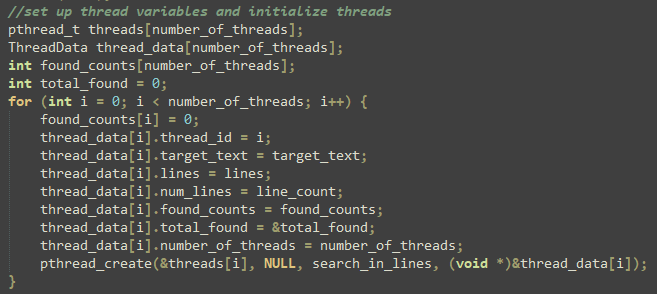 //set up thread variables and initialize threads
pthread_t threads[number_of_threads];
ThreadData thread_data[number_of_threads];
int found_counts[number_of_threads];
int total_found = 0;
for (int i = 0; i < number_of_threads; i++) {
    found_counts[i] = 0;
    thread_data[i].thread_id = i;
    thread_data[i].target_text = target_text;
    thread_data[i].lines = lines;
    thread_data[i].num_lines = line_count;
    thread_data[i].found_counts = found_counts;
    thread_data[i].total_found = &total_found;
    thread_data[i].number_of_threads = number_of_threads;
    pthread_create(&threads[i], NULL, search_in_lines, (void *)&thread_data[i]);
}